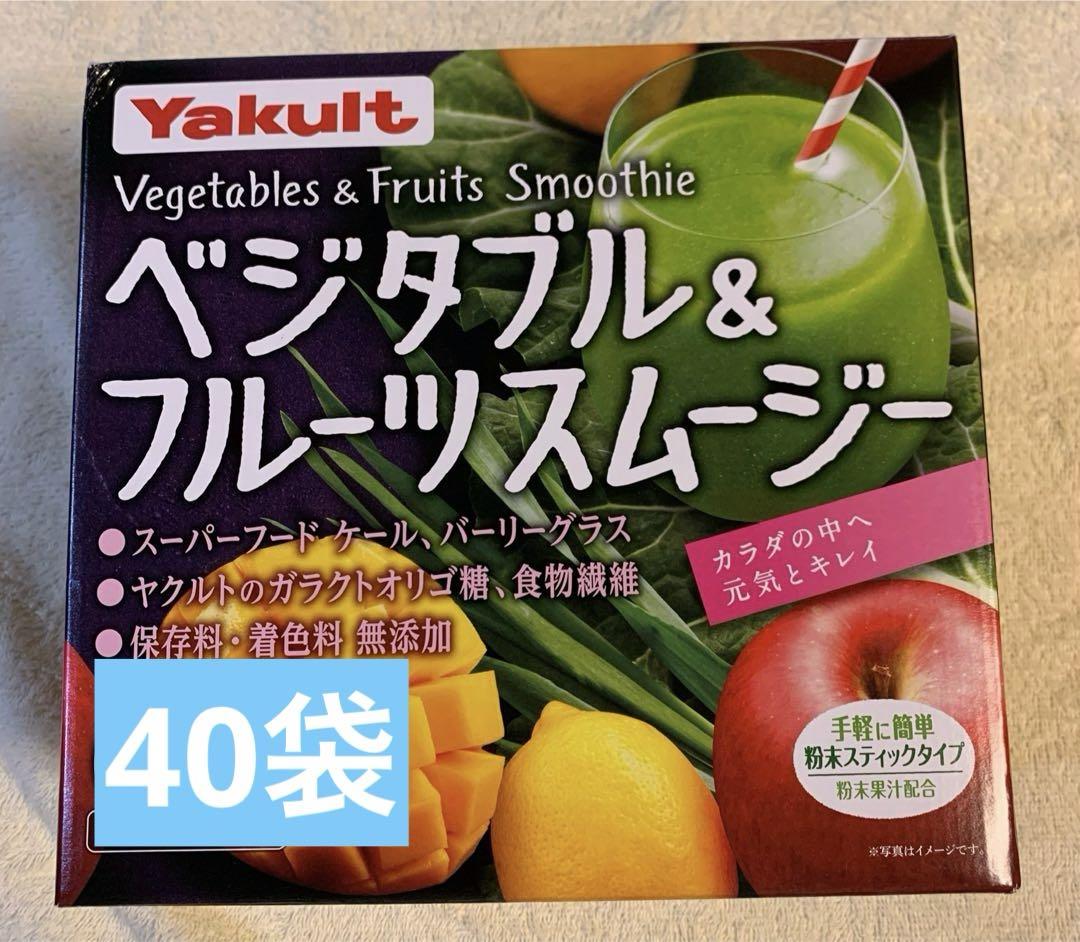 Yakult
Vegetables & Fruits Smoothie
ベジタブル&
フルーツスムージー
●スーパーフード ケール、バーリーグラス
●ヤクルトのガラクトオリゴ糖、食物繊維
●保存料・着色料 無添加
カラダの中へ
元気とキレイ
40袋
手軽に簡単
粉末スティックタイプ
粉末果汁配合
※写真はイメージです。